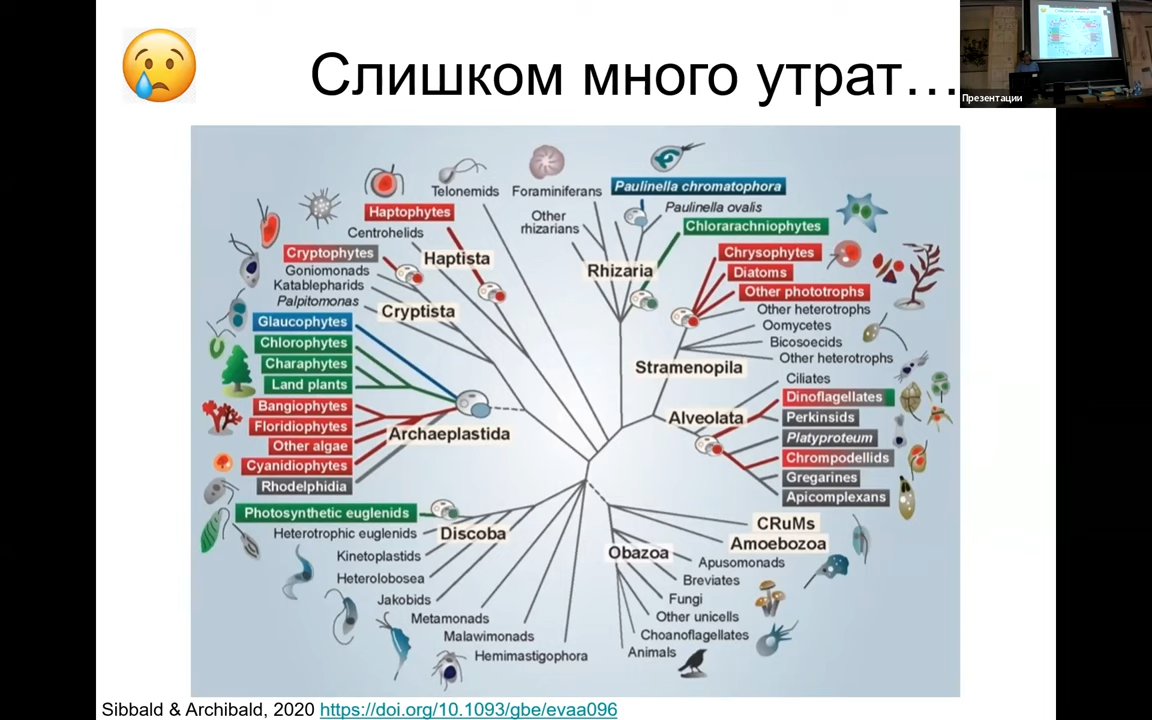 Слишком много утрат…
Презентации
Telonemids
Foraminiferans
Paulinella chromatophora
Haptophytes
Other
rhizarians
Paulinella ovalis
Centrohelids
Chlorarachniophytes
Cryptophytes
Haptista
Chrysophytes
Goniomonads
Rhizaria
Diatoms
Katablepharids
Other phototrophs
Palpitomonas
Cryptista
Other heterotrophs
Glaucophytes
Oomycetes
Chlorophytes
Bicosoecids
Charaphytes
Stramenopila
Other heterotrophs
Land plants
Ciliates
Bangiophytes
Dinoflagellates
Floridiophytes
Archaeplastida
Alveolata
Perkinsids
Other algae
Platyproteum
Cyanidiophytes
Chrompodellids
Rhodelphidia
Gregarines
Apicomplexans
Photosynthetic euglenids
CRuMs
Heterotrophic euglenids
Discoba
Amoebozoa
Kinetoplastids
Obazoa
Apusomonads
Heterolobosea
Breviates
Jakobids
Fungi
Metamonads
Other unicells
Malawimonads
Choanoflagellates
Hemimastigophora
Animals
Sibbald & Archibald, 2020 https://doi.org/10.1093/gbe/evaa096